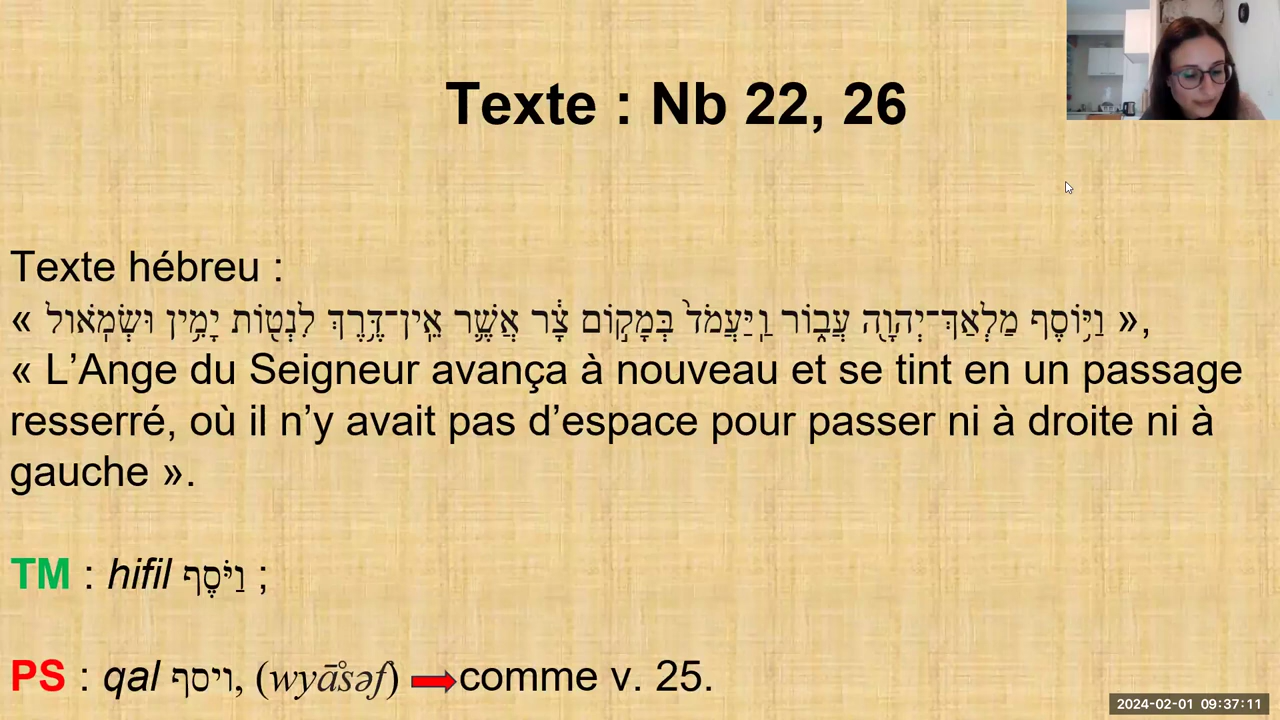 Texte : Nb 22, 26
Texte hébreu :
« וַיּ֥וֹסֶף מַלְאַךְ־יְהוָ֖ה עֲב֑וֹר וַֽיַּעֲמֹד֙ בְּמָק֣וֹם צָ֔ר אֲשֶׁ֛ר אֵֽין־דֶּ֥רֶךְ לִנְט֖וֹת יָמִ֥ין וּשְׂמֹֽאול »,
« L’Ange du Seigneur avança à nouveau et se tint en un passage
resserré, où il n’y avait pas d’espace pour passer ni à droite ni à
gauche ».
TM : hifil וַיֹּסֶף ;
PS : qal ויסף, (wyā̊səf) comme v. 25.
2024-02-01 09:37:11